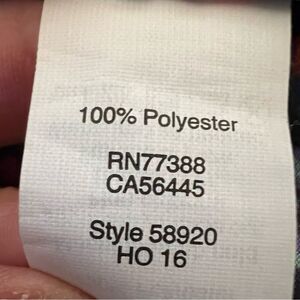 100% Polyester
RN77388
CA56445
Style 58920
HO 16